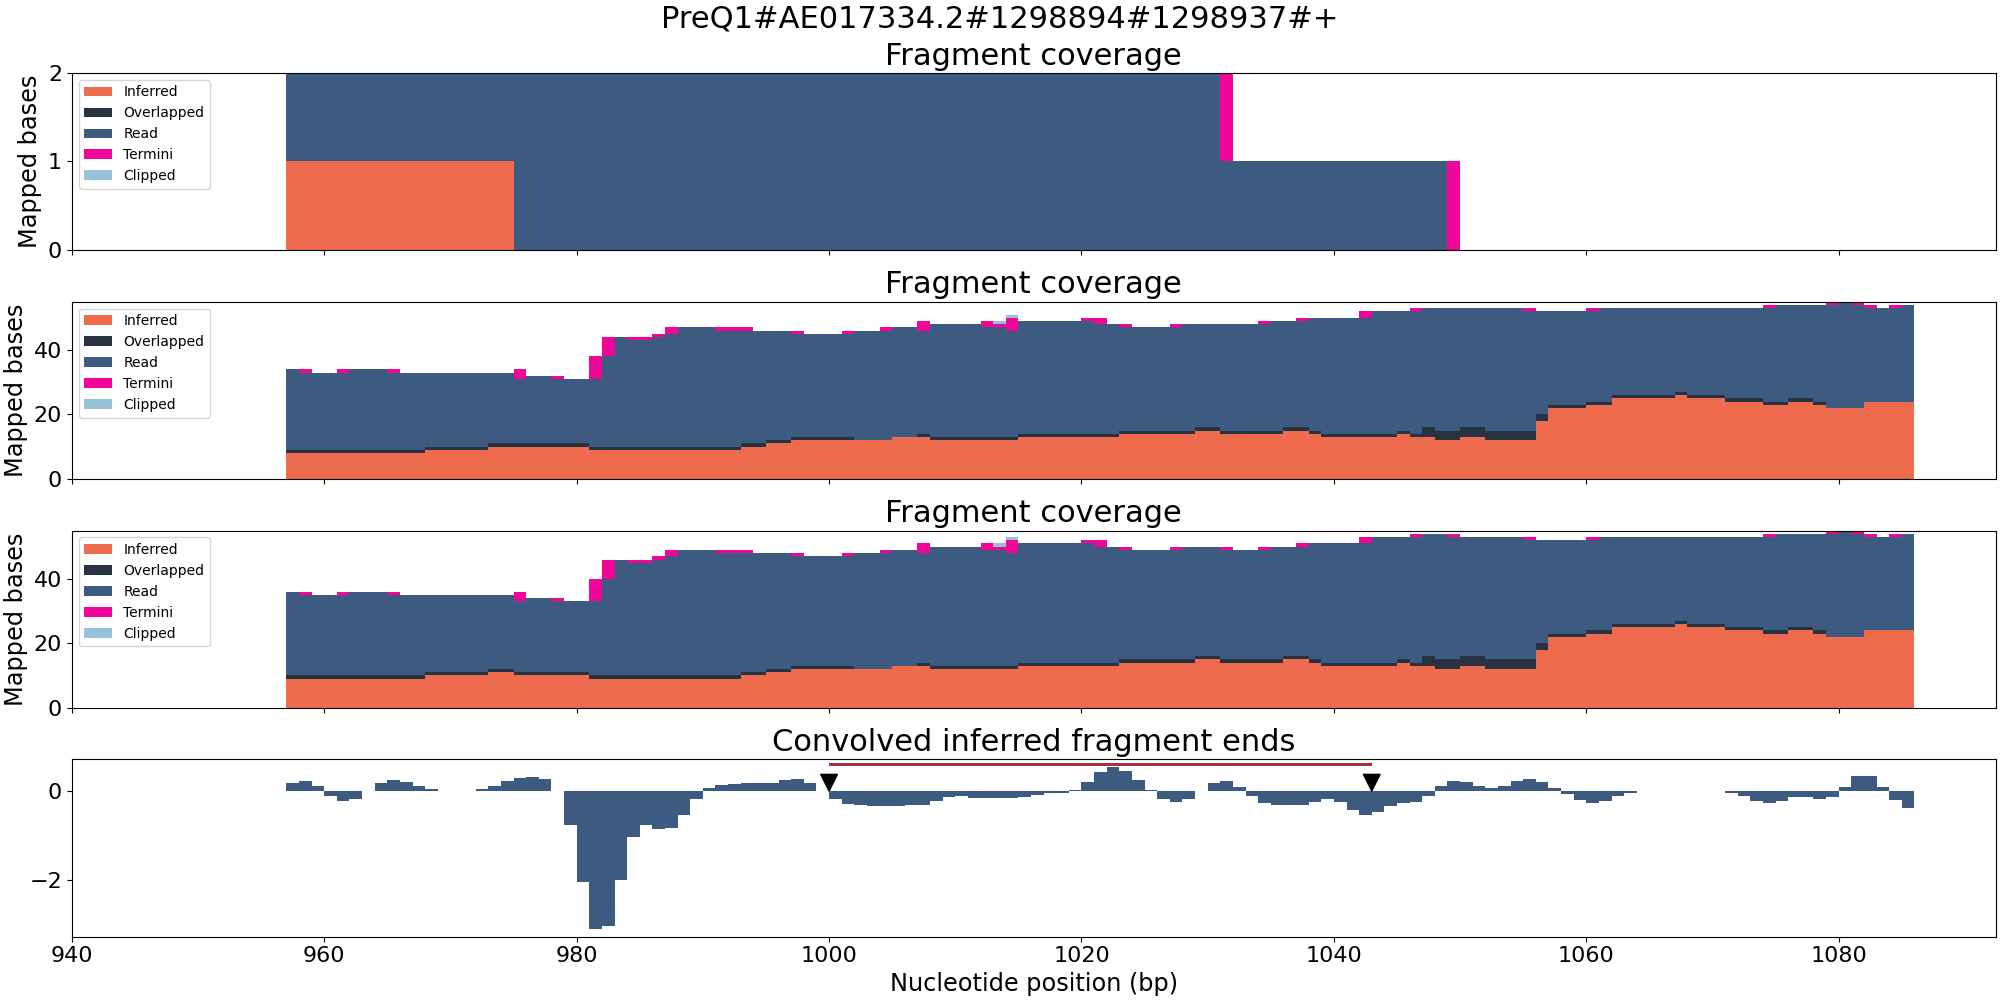 PreQ1#AE017334.2#1298894#1298937#+
Fragment coverage
Mapped bases
2
1
0
Inferred
Overlapped
Read
Termini
Clipped
Fragment coverage
Mapped bases
40
20
0
Inferred
Overlapped
Read
Termini
Clipped
Fragment coverage
Mapped bases
40
20
0
Inferred
Overlapped
Read
Termini
Clipped
Convolved inferred fragment ends
0
−2
940 960 980 1000 1020 1040 1060 1080
Nucleotide position (bp)